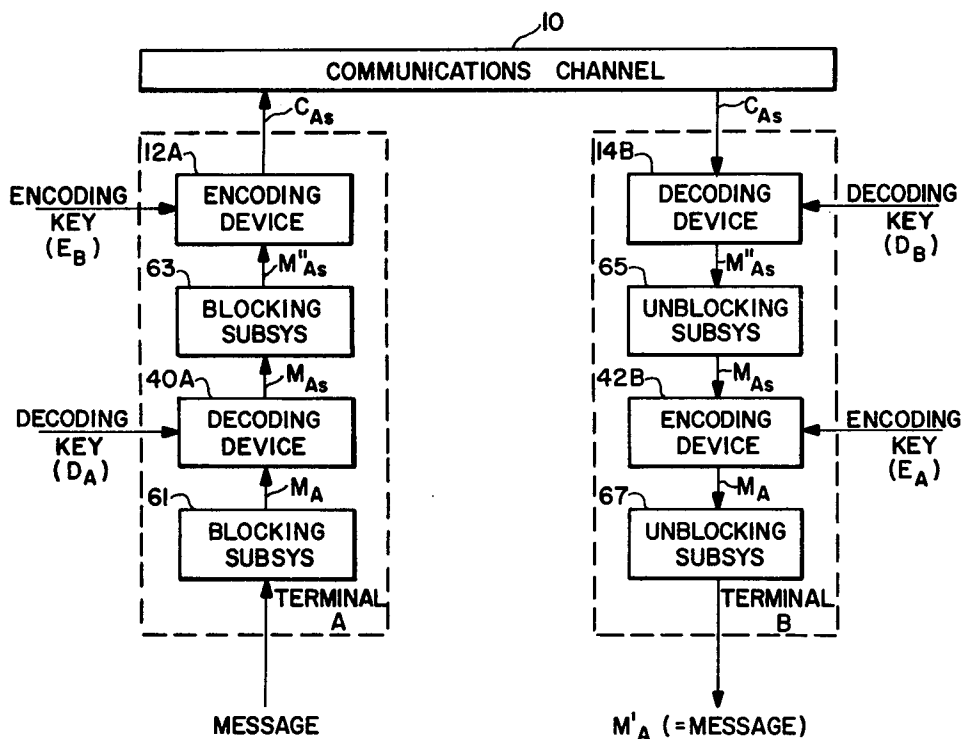 10
COMMUNICATIONS CHANNEL
C_As
12A
ENCODING
DEVICE
ENCODING
KEY
(E_B)
M"_As
63
BLOCKING
SUBSYS
M_As
40A
DECODING
DEVICE
DECODING
KEY
(D_A)
M_A
61
BLOCKING
SUBSYS
TERMINAL
A
MESSAGE
C_As
14B
DECODING
DEVICE
DECODING
KEY
(D_B)
M"_As
65
UNBLOCKING
SUBSYS
M_As
42B
ENCODING
DEVICE
ENCODING
KEY
(E_A)
M_A
67
UNBLOCKING
SUBSYS
TERMINAL
B
M'_A (=MESSAGE)